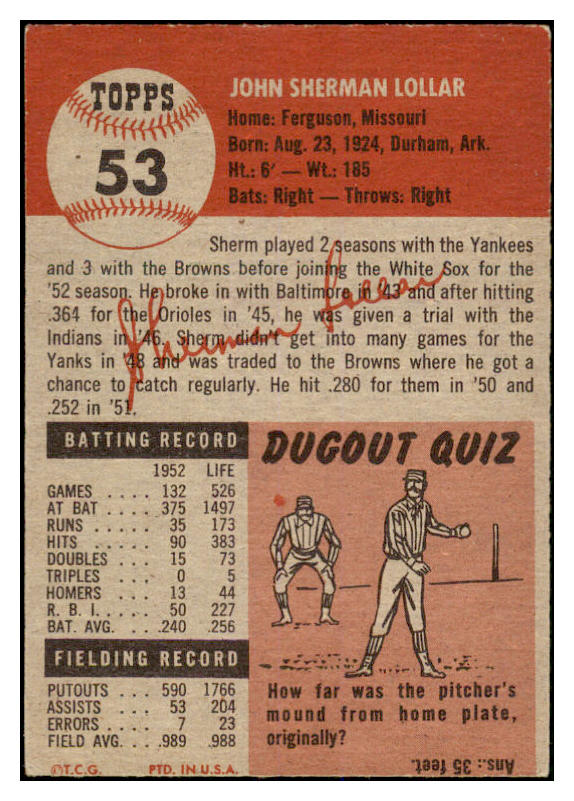 TOPPS
53
JOHN SHERMAN LOLLAR
Home: Ferguson, Missouri
Born: Aug. 23, 1924, Durham, Ark.
Ht.: 6' — Wt.: 185
Bats: Right — Throws: Right
Sherm played 2 seasons with the Yankees
and 3 with the Browns before joining the White Sox for the
'52 season. He broke in with Baltimore in '43 and after hitting
.364 for the Orioles in '45, he was given a trial with the
Indians in '46. Sherm didn't get into many games for the
Yanks in '48 and was traded to the Browns where he got a
chance to catch regularly. He hit .280 for them in '50 and
.252 in '51.
Sherman Lollar
BATTING RECORD
1952 LIFE
GAMES .... 132 526
AT BAT .... 375 1497
RUNS ..... 35 173
HITS ..... 90 383
DOUBLES ... 15 73
TRIPLES .... 0 5
HOMERS ... 13 44
R. B. I. .... 50 227
BAT. AVG. ... .240 .256
FIELDING RECORD
PUTOUTS ... 590 1766
ASSISTS .... 53 204
ERRORS .... 7 23
FIELD AVG. ... .989 .988
©T.C.G. PTD. IN U.S.A.
DUGOUT QUIZ
How far was the pitcher's
mound from home plate,
originally?
Ans.: 35 feet.